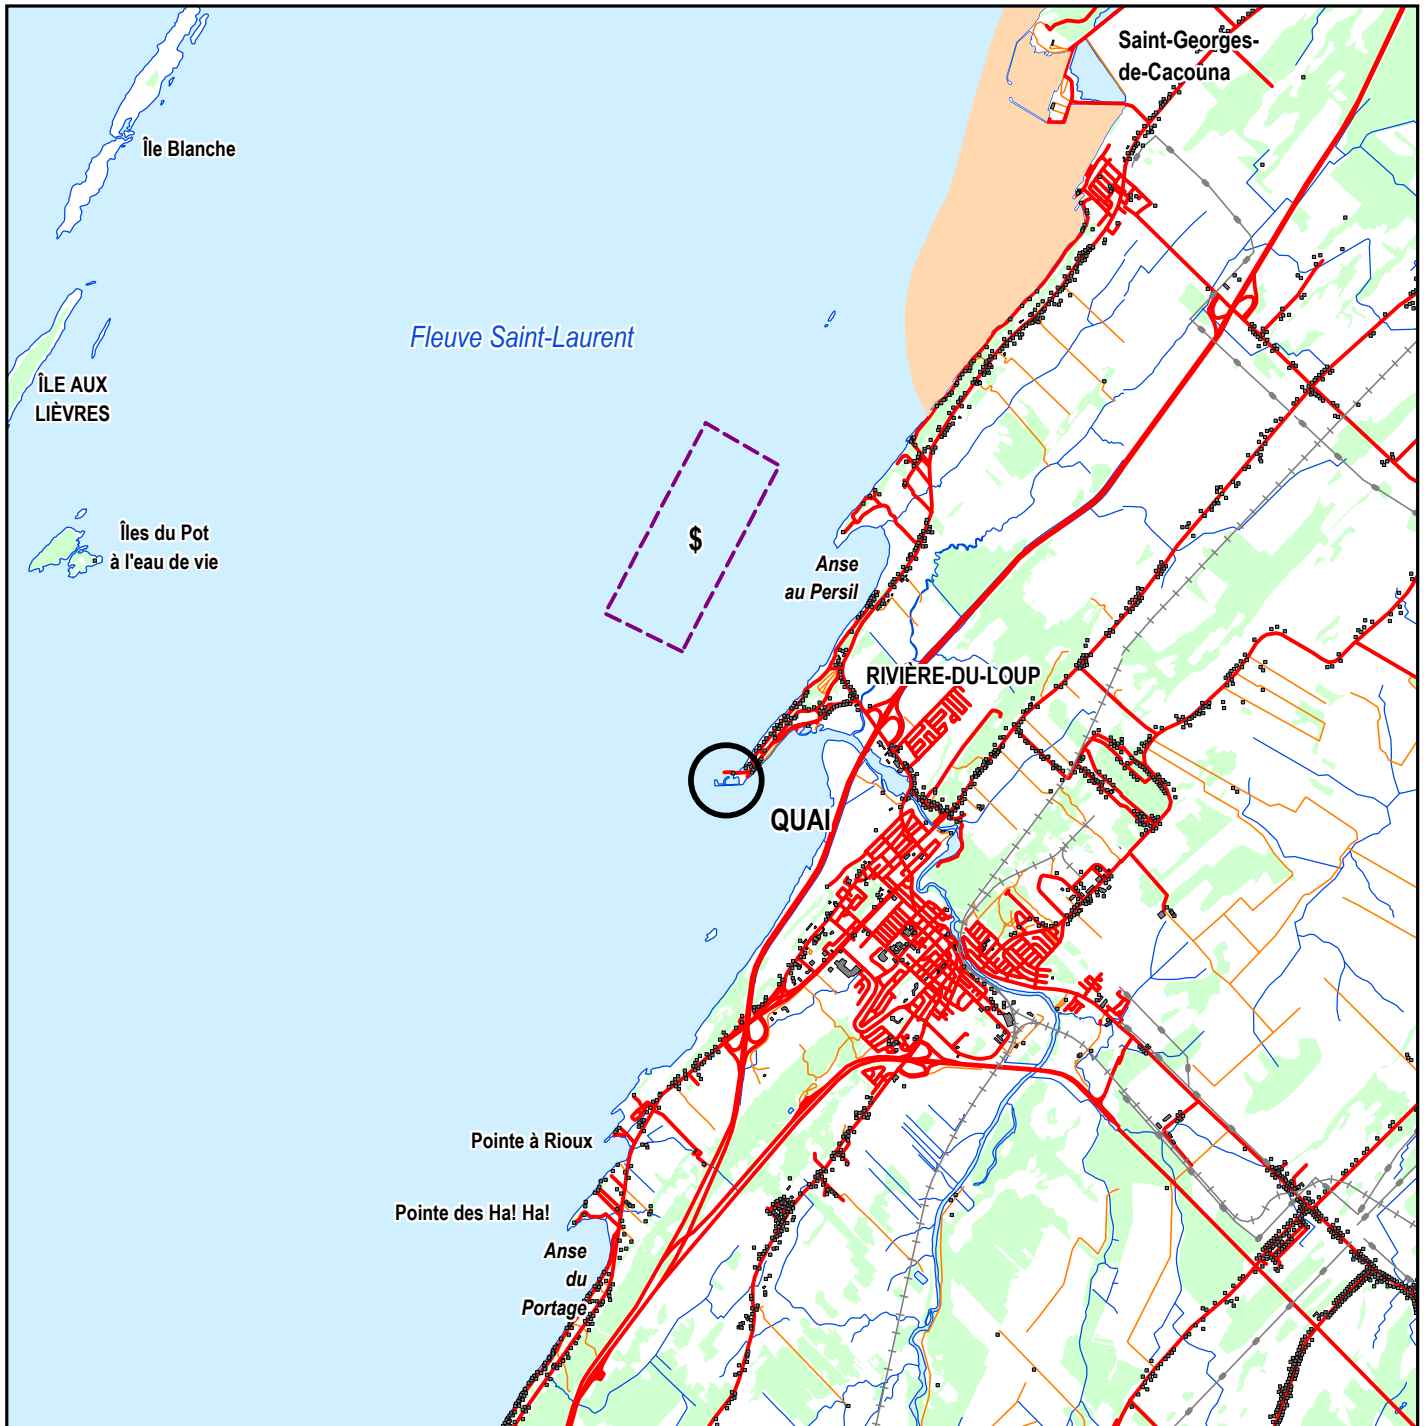 Saint-Georges-
de-Cacouna
Île Blanche
Fleuve Saint-Laurent
ÎLE AUX
LIÈVRES
$
Îles du Pot
à l'eau de vie
Anse
au Persil
RIVIÈRE-DU-LOUP
QUAI
Pointe à Rioux
Pointe des Ha! Ha!
Anse
du
Portage